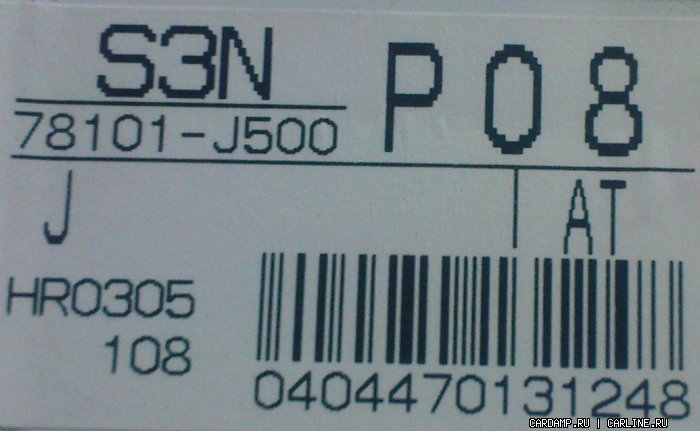 S3N P08
78101-J500
J AT
HR0305
108
0404470131248
CARDAMP.RU | CARLINE.RU